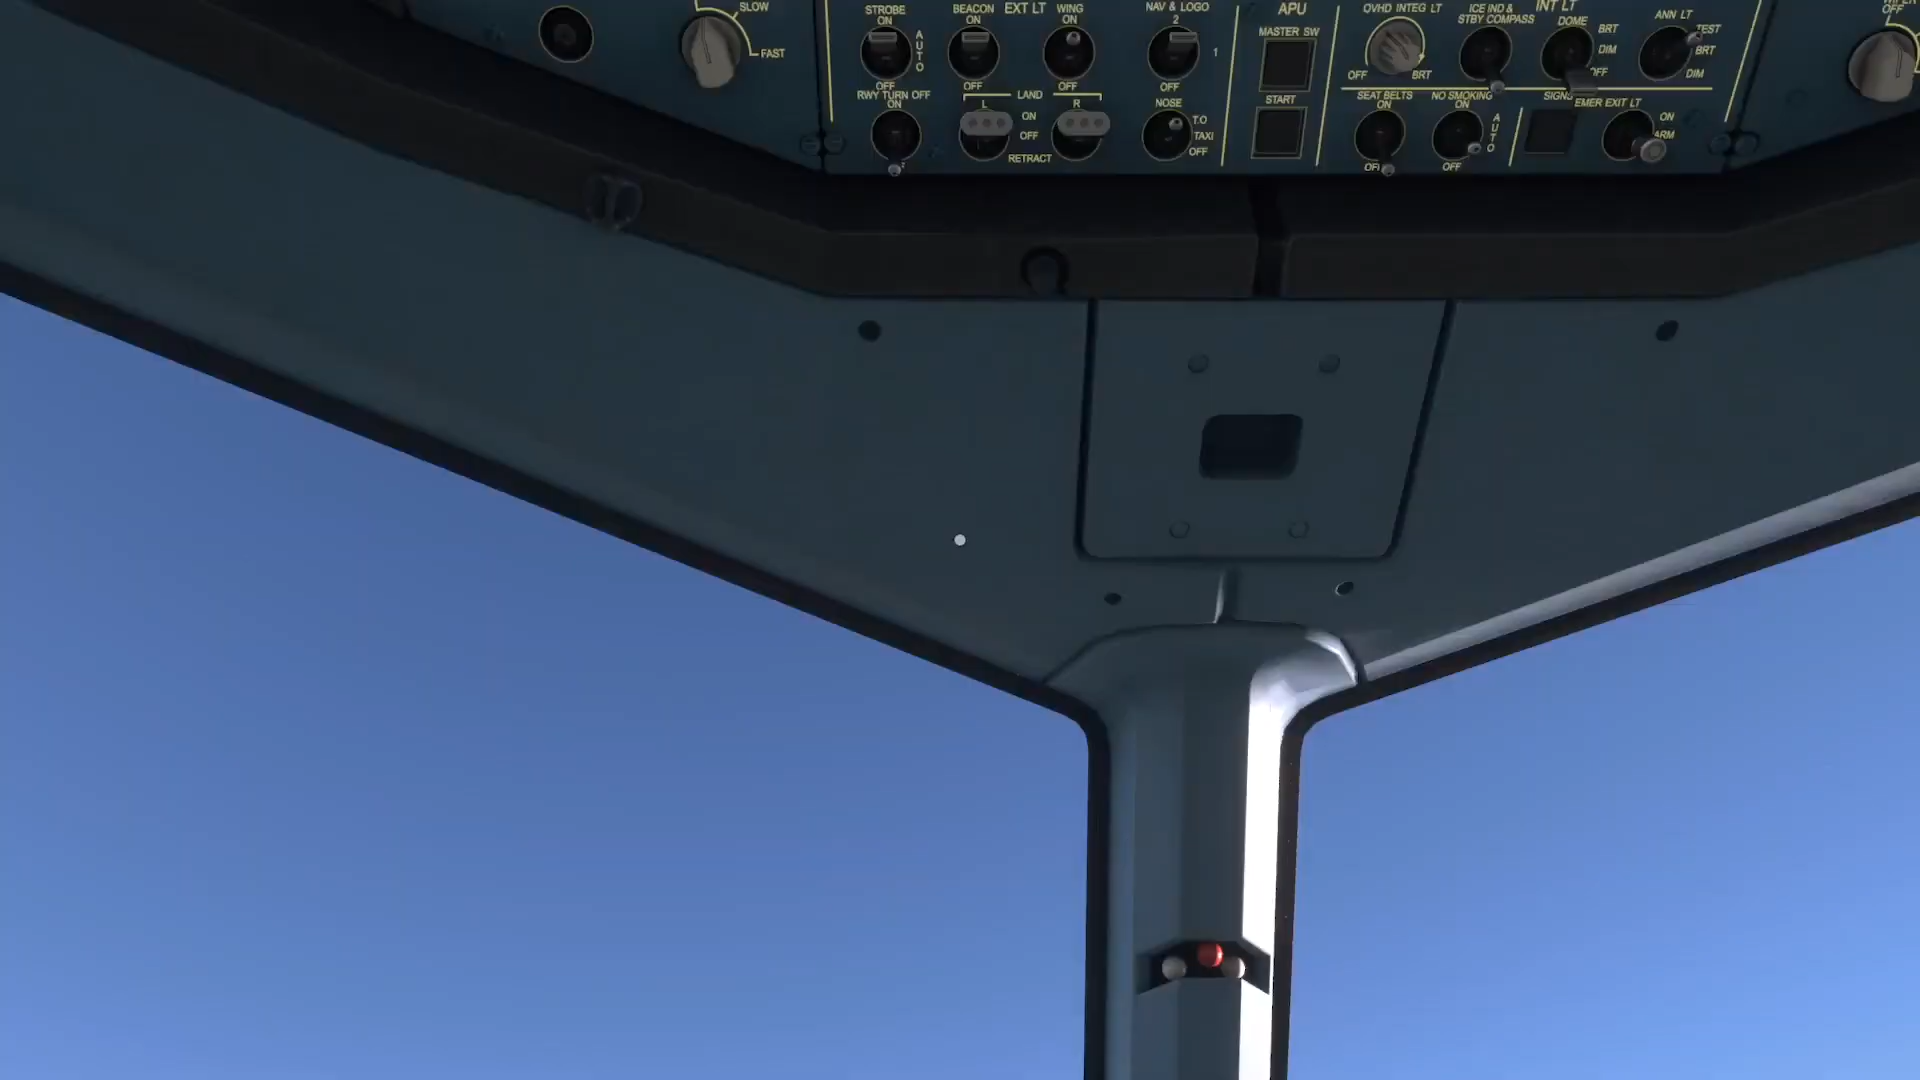 SLOW
FAST
STROBE
ON
AUTO
OFF
BEACON
ON
OFF
EXT LT
WING
ON
OFF
NAV & LOGO
2
1
OFF
RWY TURN OFF
ON
LAND
L
R
ON
OFF
RETRACT
NOSE
T.O
TAXI
OFF
APU
MASTER SW
START
OVHD INTEG LT
OFF
BRT
ICE IND &
STBY COMPASS
INT LT
DOME
BRT
DIM
OFF
ANN LT
TEST
BRT
DIM
SEAT BELTS
ON
OFF
NO SMOKING
ON
AUTO
OFF
SIGNS
EMER EXIT LT
ON
ARM
WIPER
OFF